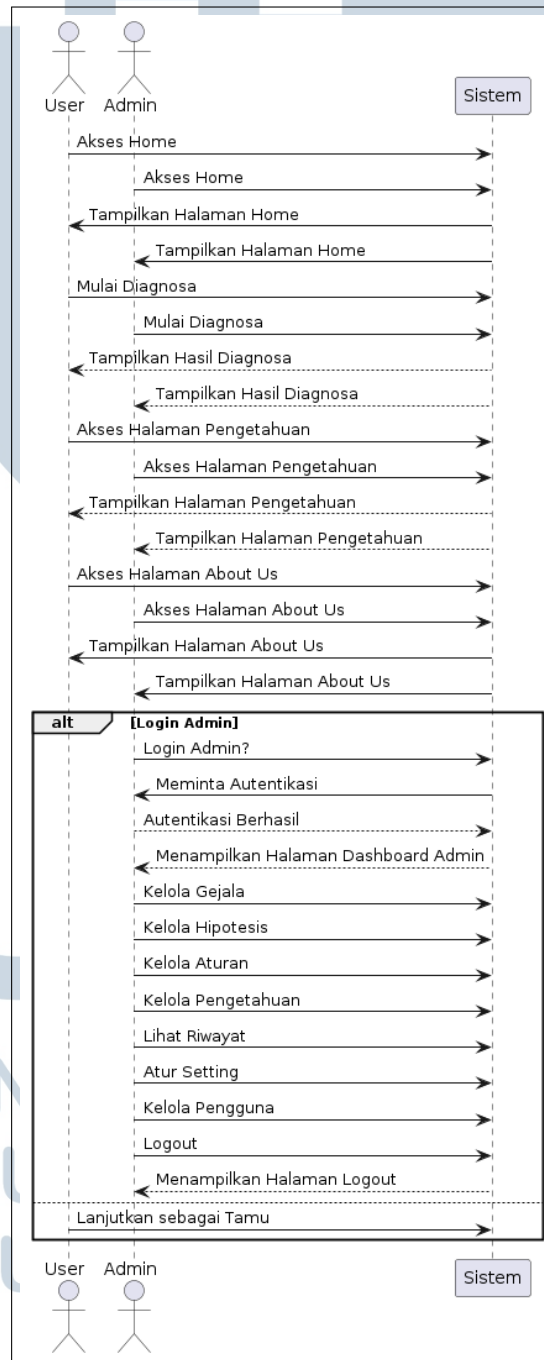 User Admin
Sistem
Akses Home
Akses Home
Tampilkan Halaman Home
Tampilkan Halaman Home
Mulai Diagnosa
Mulai Diagnosa
Tampilkan Hasil Diagnosa
Tampilkan Hasil Diagnosa
Akses Halaman Pengetahuan
Akses Halaman Pengetahuan
Tampilkan Halaman Pengetahuan
Tampilkan Halaman Pengetahuan
Akses Halaman About Us
Akses Halaman About Us
Tampilkan Halaman About Us
Tampilkan Halaman About Us
alt [Login Admin]
Login Admin?
Meminta Autentikasi
Autentikasi Berhasil
Menampilkan Halaman Dashboard Admin
Kelola Gejala
Kelola Hipotesis
Kelola Aturan
Kelola Pengetahuan
Lihat Riwayat
Atur Setting
Kelola Pengguna
Logout
Menampilkan Halaman Logout
Lanjutkan sebagai Tamu
User Admin
Sistem